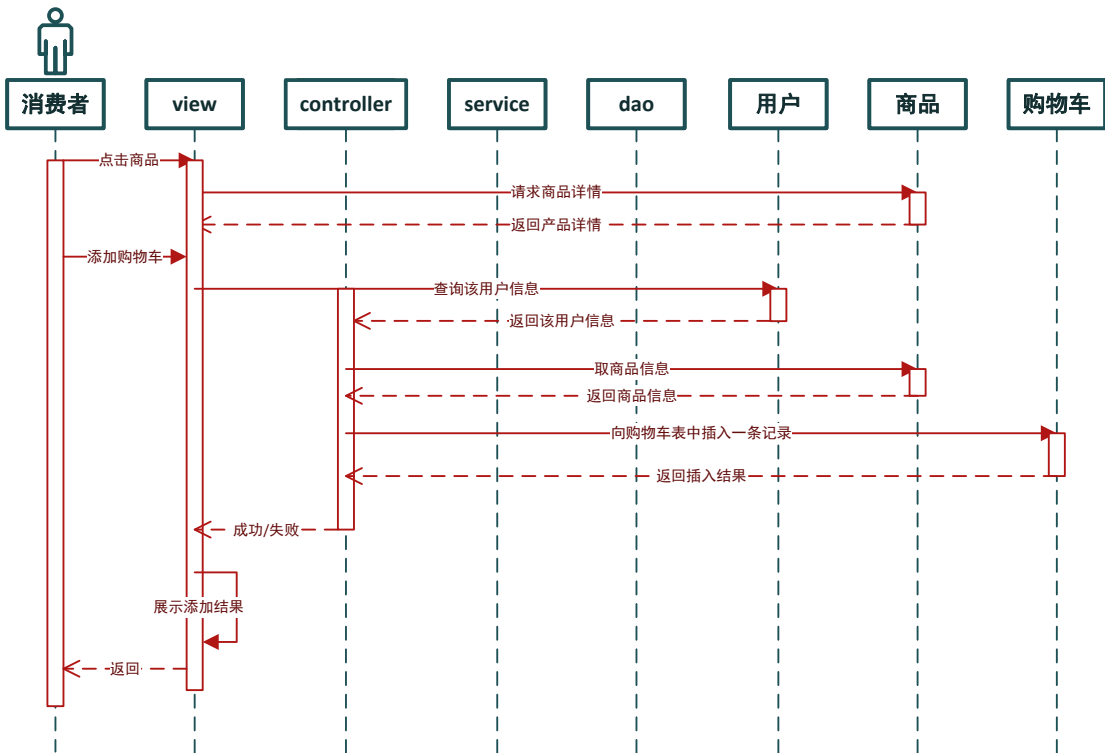 消费者
view
controller
service
dao
用户
商品
购物车
点击商品
请求商品详情
返回产品详情
添加购物车
查询该用户信息
返回该用户信息
取商品信息
返回商品信息
向购物车表中插入一条记录
返回插入结果
成功/失败
展示添加结果
返回